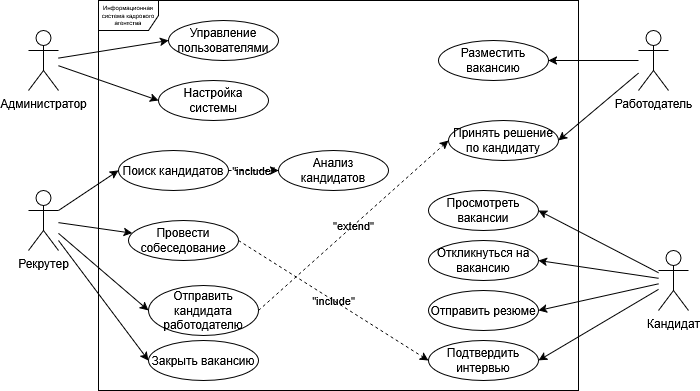 Информационная
система кадрового
агентства
Управление
пользователями
Разместить
вакансию
Администратор
Настройка
системы
Работодатель
Принять решение
по кандидату
Поиск кандидатов
"include"
Анализ
кандидатов
Просмотреть
вакансии
Провести
собеседование
"extend"
Рекрутер
Откликнуться на
вакансию
Отправить
кандидата
работодателю
"include"
Отправить резюме
Кандидат
Закрыть вакансию
Подтвердить
интервью